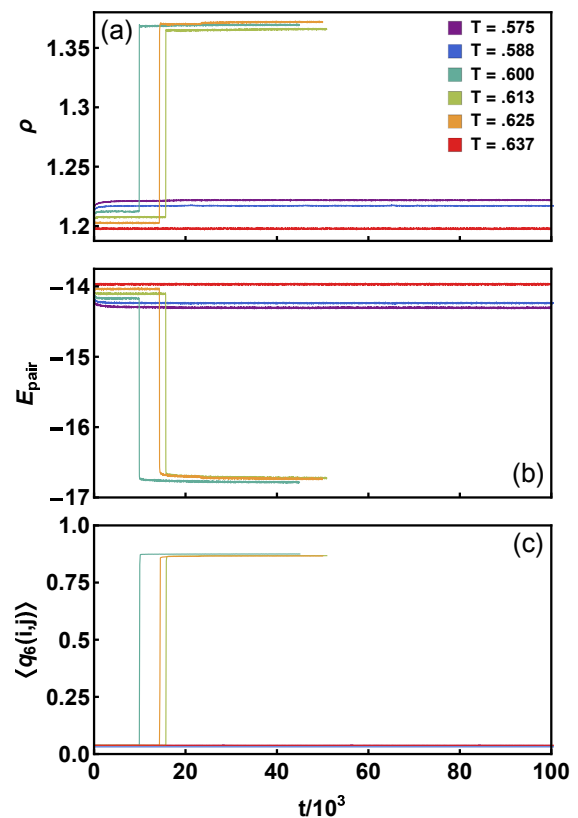 (a)
T = .575
T = .588
T = .600
T = .613
T = .625
T = .637
1.35
1.3
1.25
1.2
ρ
−14
−15
−16
−17
E_pair
(b)
1.0
0.75
0.5
0.25
0.0
⟨q₆(i,j)⟩
(c)
0 20 40 60 80 100
t/10³